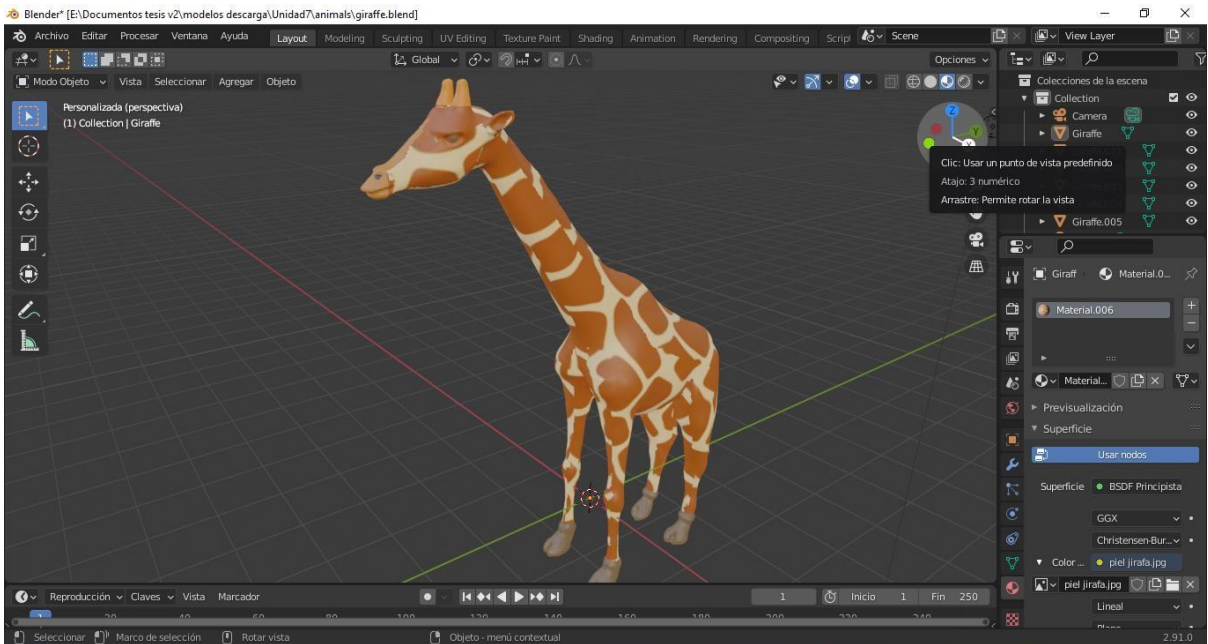 Blender* [E:\Documentos tesis v2\modelos descarga\Unidad7\animals\giraffe.blend]
Archivo Editar Procesar Ventana Ayuda Layout Modeling Sculpting UV Editing Texture Paint Shading Animation Rendering Compositing Scrip Scene View Layer
Global Opciones
Modo Objeto Vista Seleccionar Agregar Objeto
Colecciones de la escena
Personalizada (perspectiva)
Collection
(1) Collection | Giraffe
Camera
Z
Y
X
Giraffe
Clic: Usar un punto de vista predefinido
Atajo: 3 numérico
Arrastre: Permite rotar la vista
Giraffe.005
Giraff Material.0...
Material.006
Material...
Previsualización
Superficie
Usar nodos
Superficie BSDF Principista
GGX
Christensen-Bur...
Color ... piel jirafa.jpg
piel jirafa.jpg
Lineal
Reproducción Claves Vista Marcador 1 Inicio 1 Fin 250
1
Seleccionar Marco de selección Rotar vista Objeto - menú contextual 2.91.0